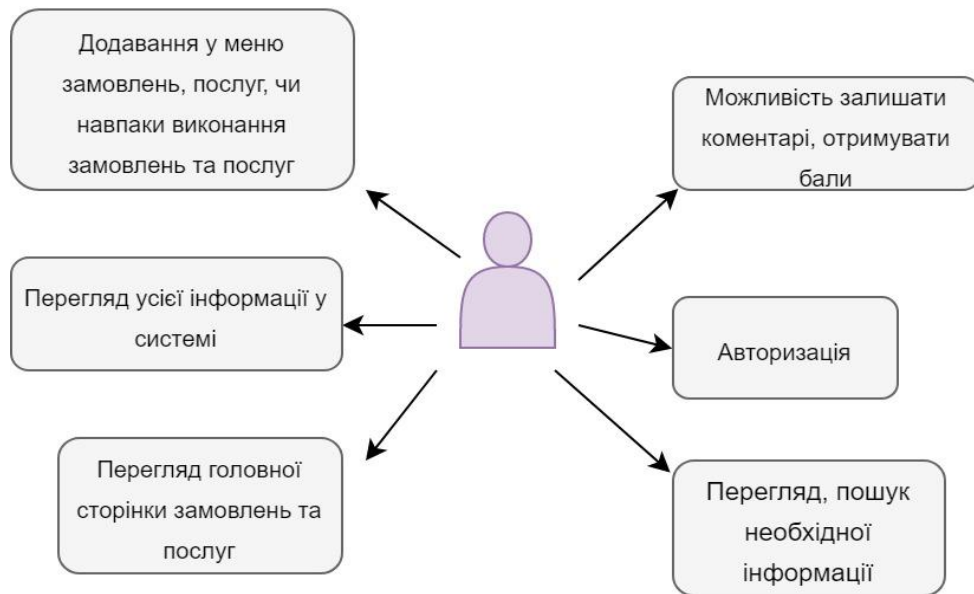 Додавання у меню
замовлень, послуг, чи
навпаки виконання
замовлень та послуг
Можливість залишати
коментарі, отримувати
бали
Перегляд усієї інформації у
системі
Авторизація
Перегляд головної
сторінки замовлень та
послуг
Перегляд, пошук
необхідної
інформації